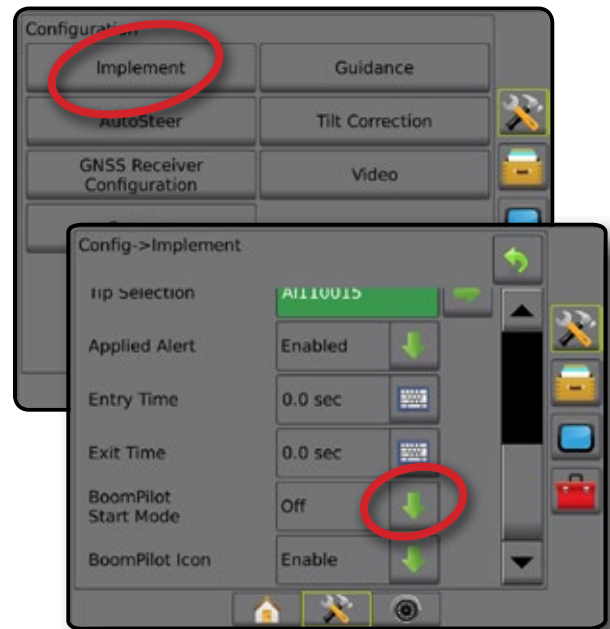 Configuration
Implement
Guidance
AutoSteer
Tilt Correction
GNSS Receiver
Configuration
Video
Config->Implement
Tip Selection
AI110015
Applied Alert
Enabled
Entry Time
0.0 sec
Exit Time
0.0 sec
BoomPilot
Start Mode
Off
BoomPilot Icon
Enable